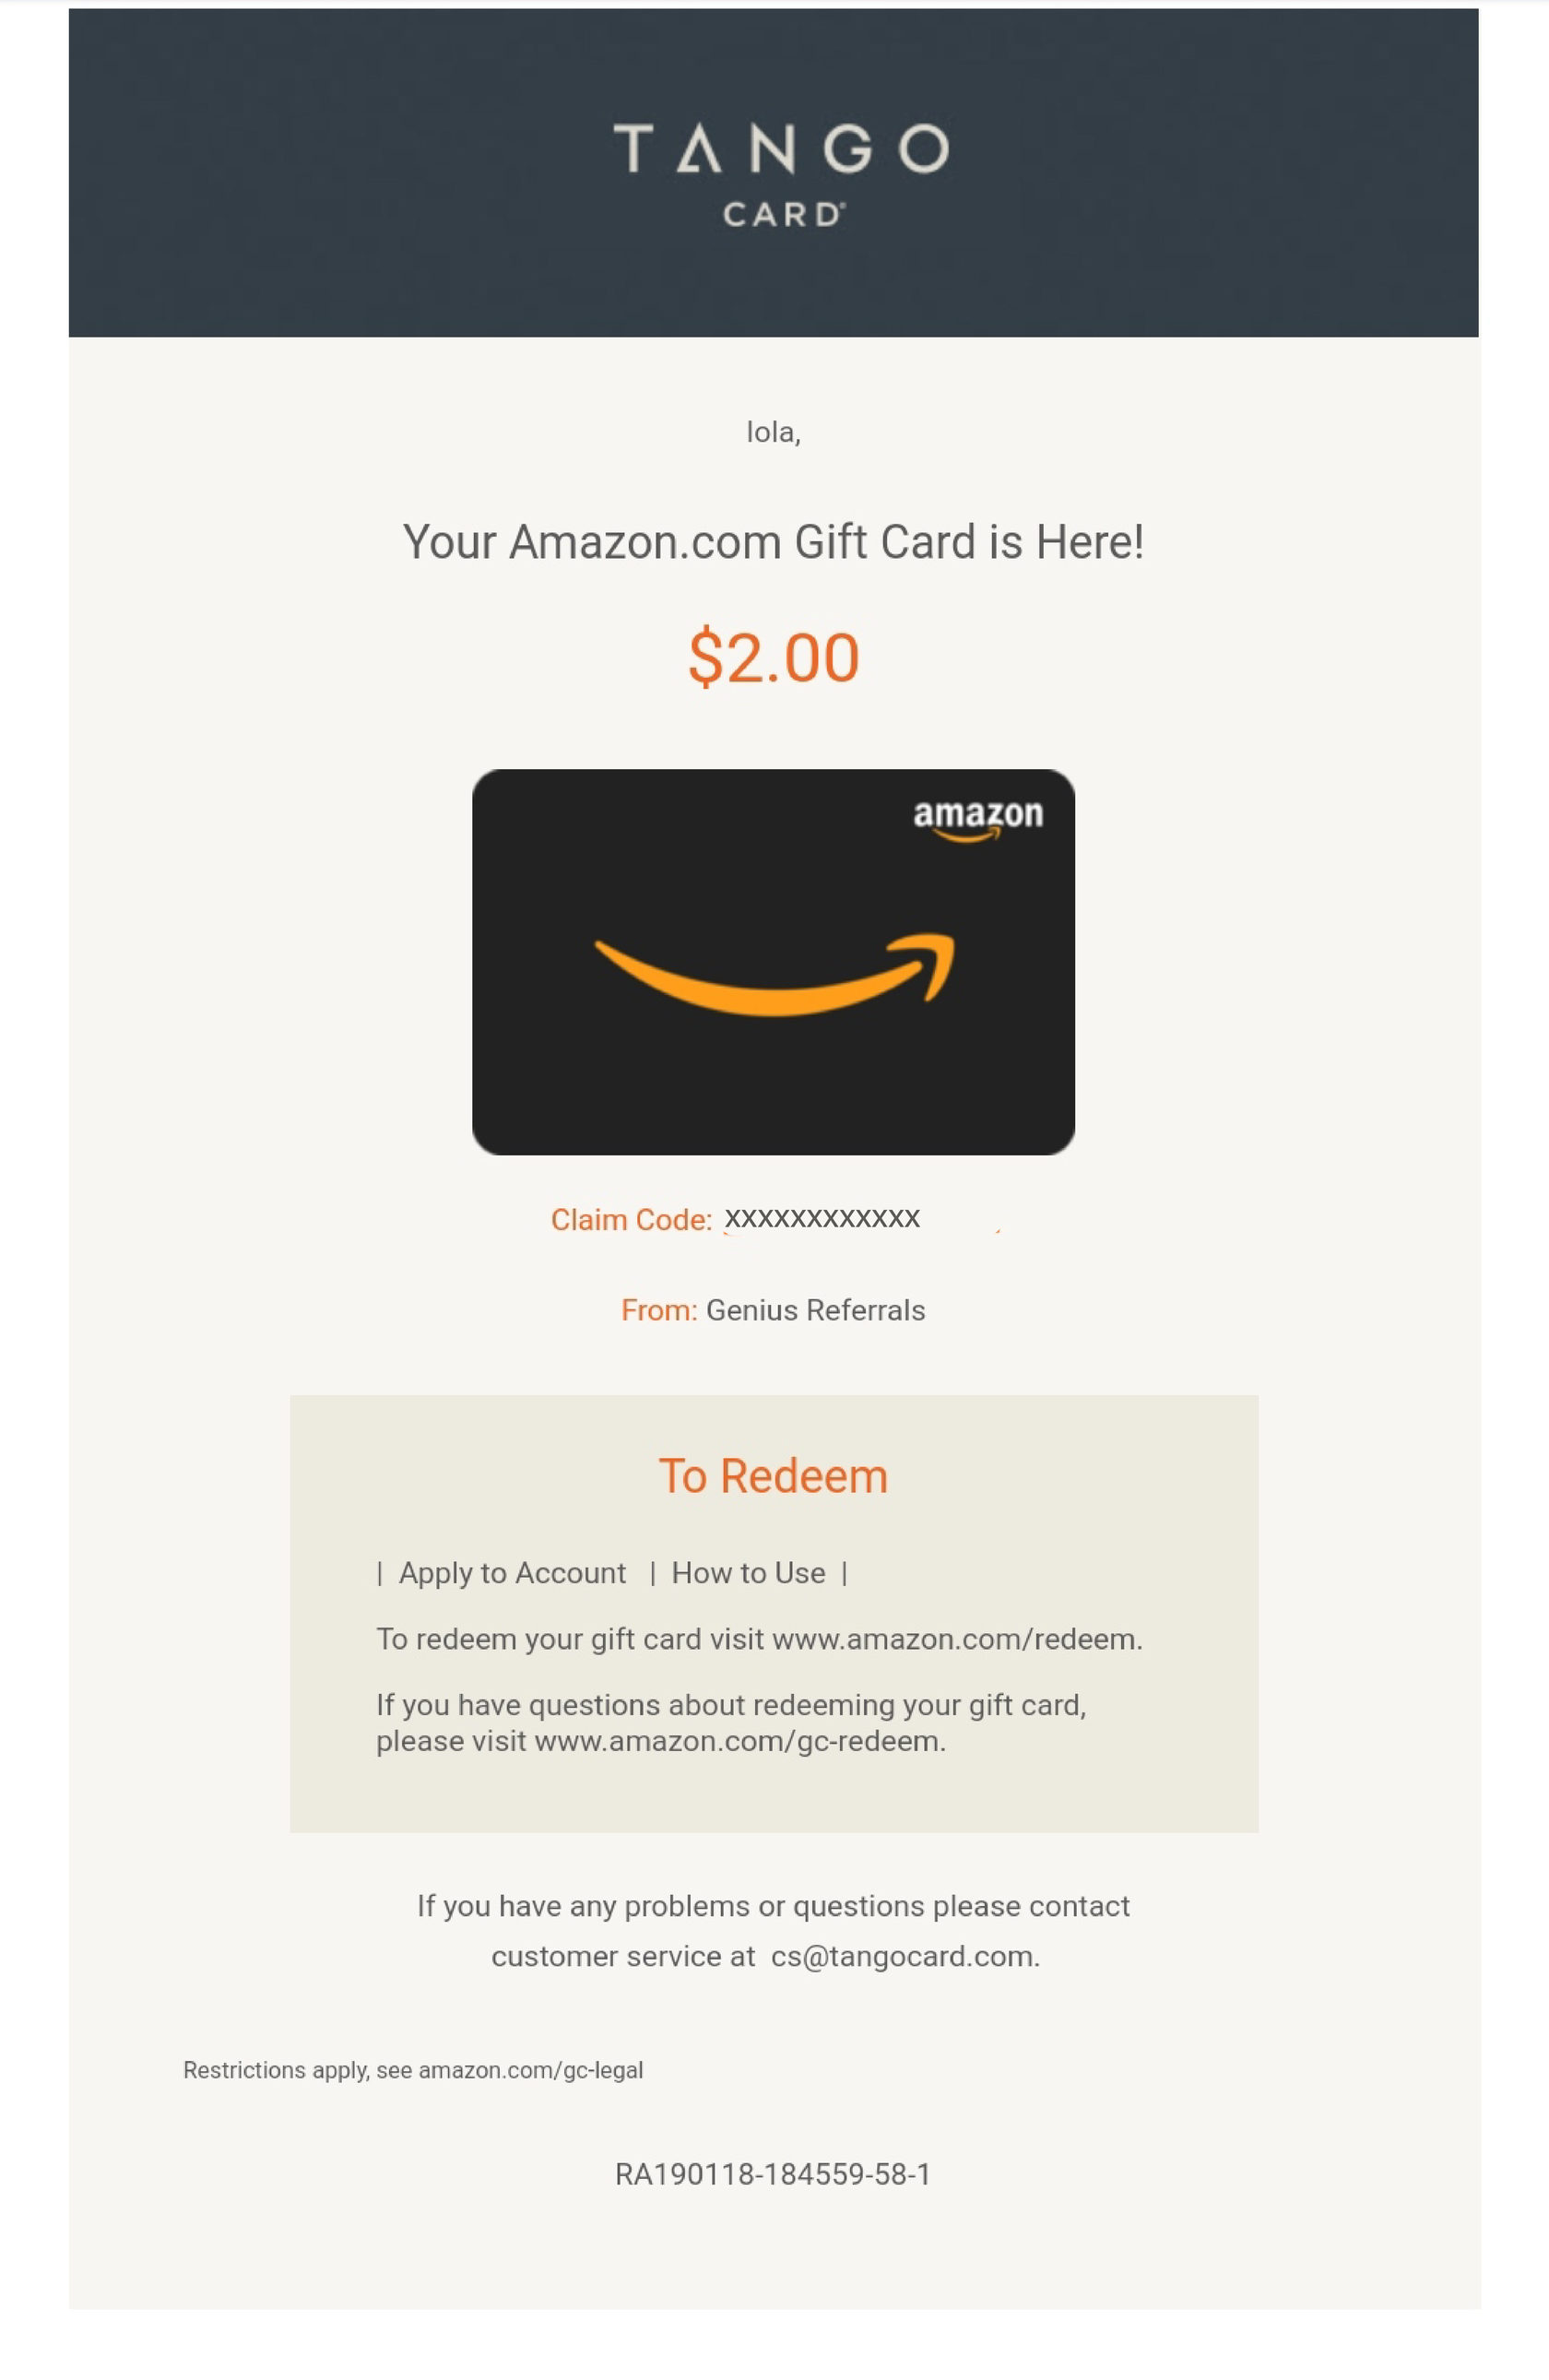 TANGO
CARD®
lola,
Your Amazon.com Gift Card is Here!
$2.00
amazon
Claim Code: XXXXXXXXXXXX
From: Genius Referrals
To Redeem
| Apply to Account | How to Use |
To redeem your gift card visit www.amazon.com/redeem.
If you have questions about redeeming your gift card,
please visit www.amazon.com/gc-redeem.
If you have any problems or questions please contact
customer service at cs@tangocard.com.
Restrictions apply, see amazon.com/gc-legal
RA190118-184559-58-1